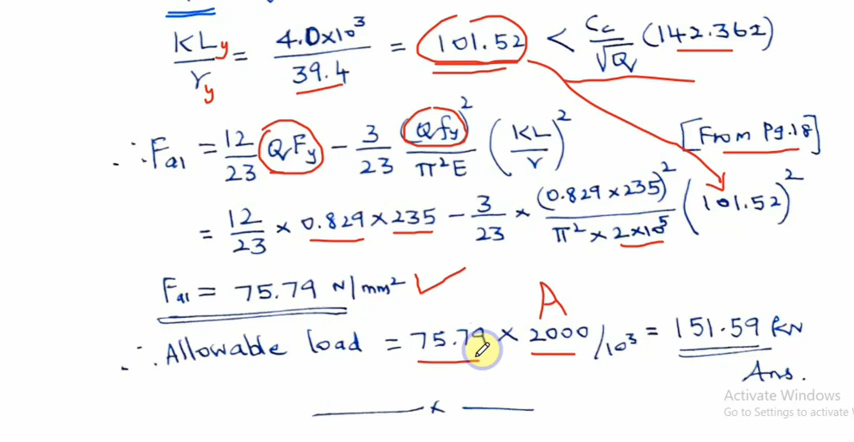 KLy/ry = 4.0×10³/39.4 = 101.52 < Cc/√Q (142.362)
∴ Fa1 = 12/23 QFy − 3/23 (Qfy)²/π²E (KL/r)² [From Pg.18]
= 12/23 × 0.829 × 235 − 3/23 × (0.829 × 235)²/π² × 2×10⁵ (101.52)²
Fa1 = 75.79 N/mm² ✓
A
∴ Allowable load = 75.79 × 2000/10³ = 151.59 kN
Ans.
Activate Windows
Go to Settings to activate
—— × ——